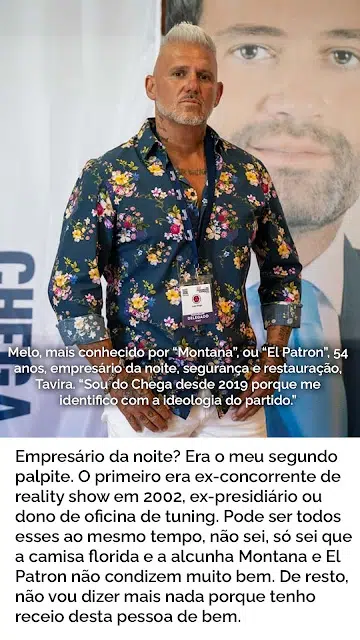 CHEGA
DELEGADO
Melo, mais conhecido por “Montana”, ou “El Patron”, 54
anos, empresário da noite, segurança e restauração,
Tavira. “Sou do Chega desde 2019 porque me
identifico com a ideologia do partido.”
Empresário da noite? Era o meu segundo
palpite. O primeiro era ex-concorrente de
reality show em 2002, ex-presidiário ou
dono de oficina de tuning. Pode ser todos
esses ao mesmo tempo, não sei, só sei que
a camisa florida e a alcunha Montana e El
Patron não condizem muito bem. De resto,
não vou dizer mais nada porque tenho
receio desta pessoa de bem.